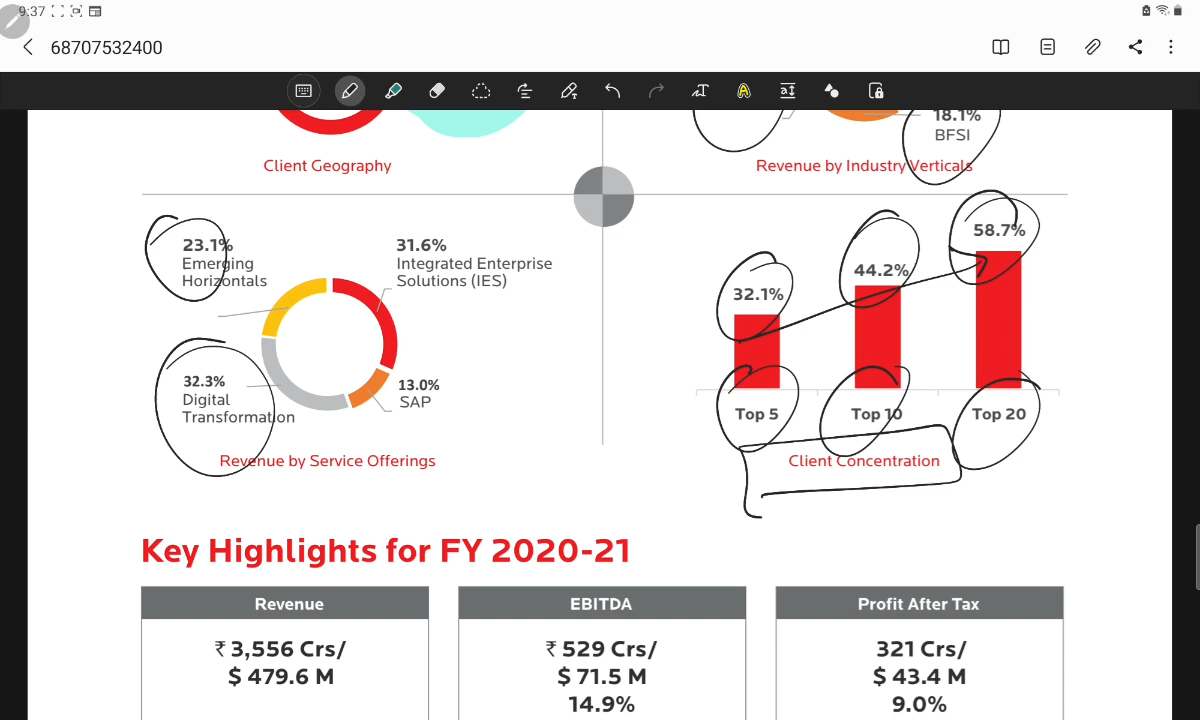 9:37
68707532400
18.1%
BFSI
Client Geography
Revenue by Industry Verticals
23.1%
Emerging
Horizontals
31.6%
Integrated Enterprise
Solutions (IES)
32.3%
Digital
Transformation
13.0%
SAP
Revenue by Service Offerings
32.1%
44.2%
58.7%
Top 5
Top 10
Top 20
Client Concentration
Key Highlights for FY 2020-21
Revenue
₹ 3,556 Crs/
$ 479.6 M
EBITDA
₹ 529 Crs/
$ 71.5 M
14.9%
Profit After Tax
321 Crs/
$ 43.4 M
9.0%